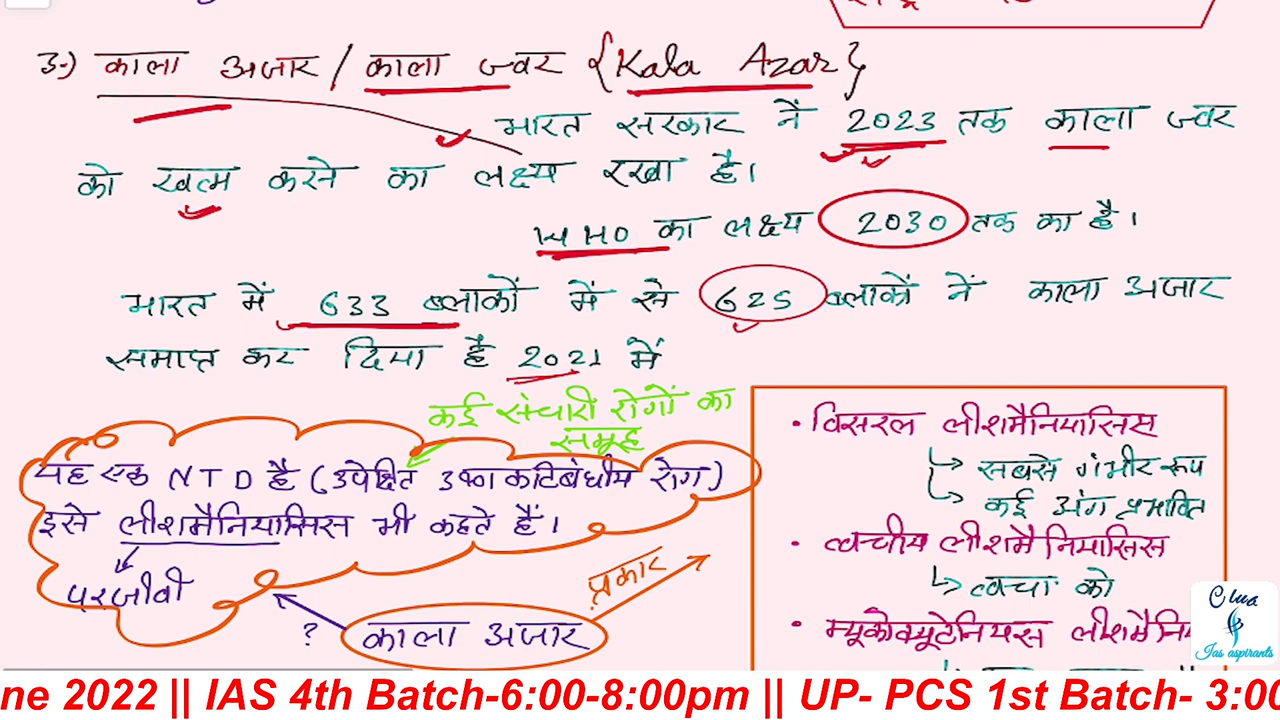 3-) काला अजार / काला ज्वर {Kala Azar}
भारत सरकार नें 2023 तक काला ज्वर
को खत्म करने का लक्ष्य रखा है।
WHO का लक्ष्य 2030 तक का है।
भारत में 633 ब्लाकों में से 625 ब्लाकों नें काला अजार
समाप्त कर दिया है 2021 में
कई संचारी रोगों का
समूह
यह एक NTD है (उपेक्षित उष्णकटिबंधीय रोग)
इसे लीशमैनियासिस भी कहते हैं।
परजीवी
?
काला अजार
प्रकार
• विसरल लीशमैनियासिस
सबसे गंभीर रूप
कई अंग प्रभावित
• त्वचीय लीशमैनियासिस
त्वचा को
• म्यूकोक्यूटेनियस लीशमैनि
Clue
Ias aspirants
ne 2022 || IAS 4th Batch-6:00-8:00pm || UP- PCS 1st Batch- 3:00